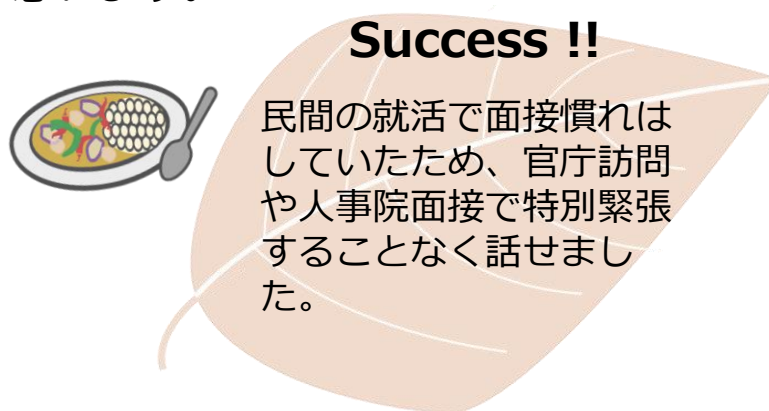 Success !!
民間の就活で面接慣れは
していたため、官庁訪問
や人事院面接で特別緊張
することなく話せまし
た。